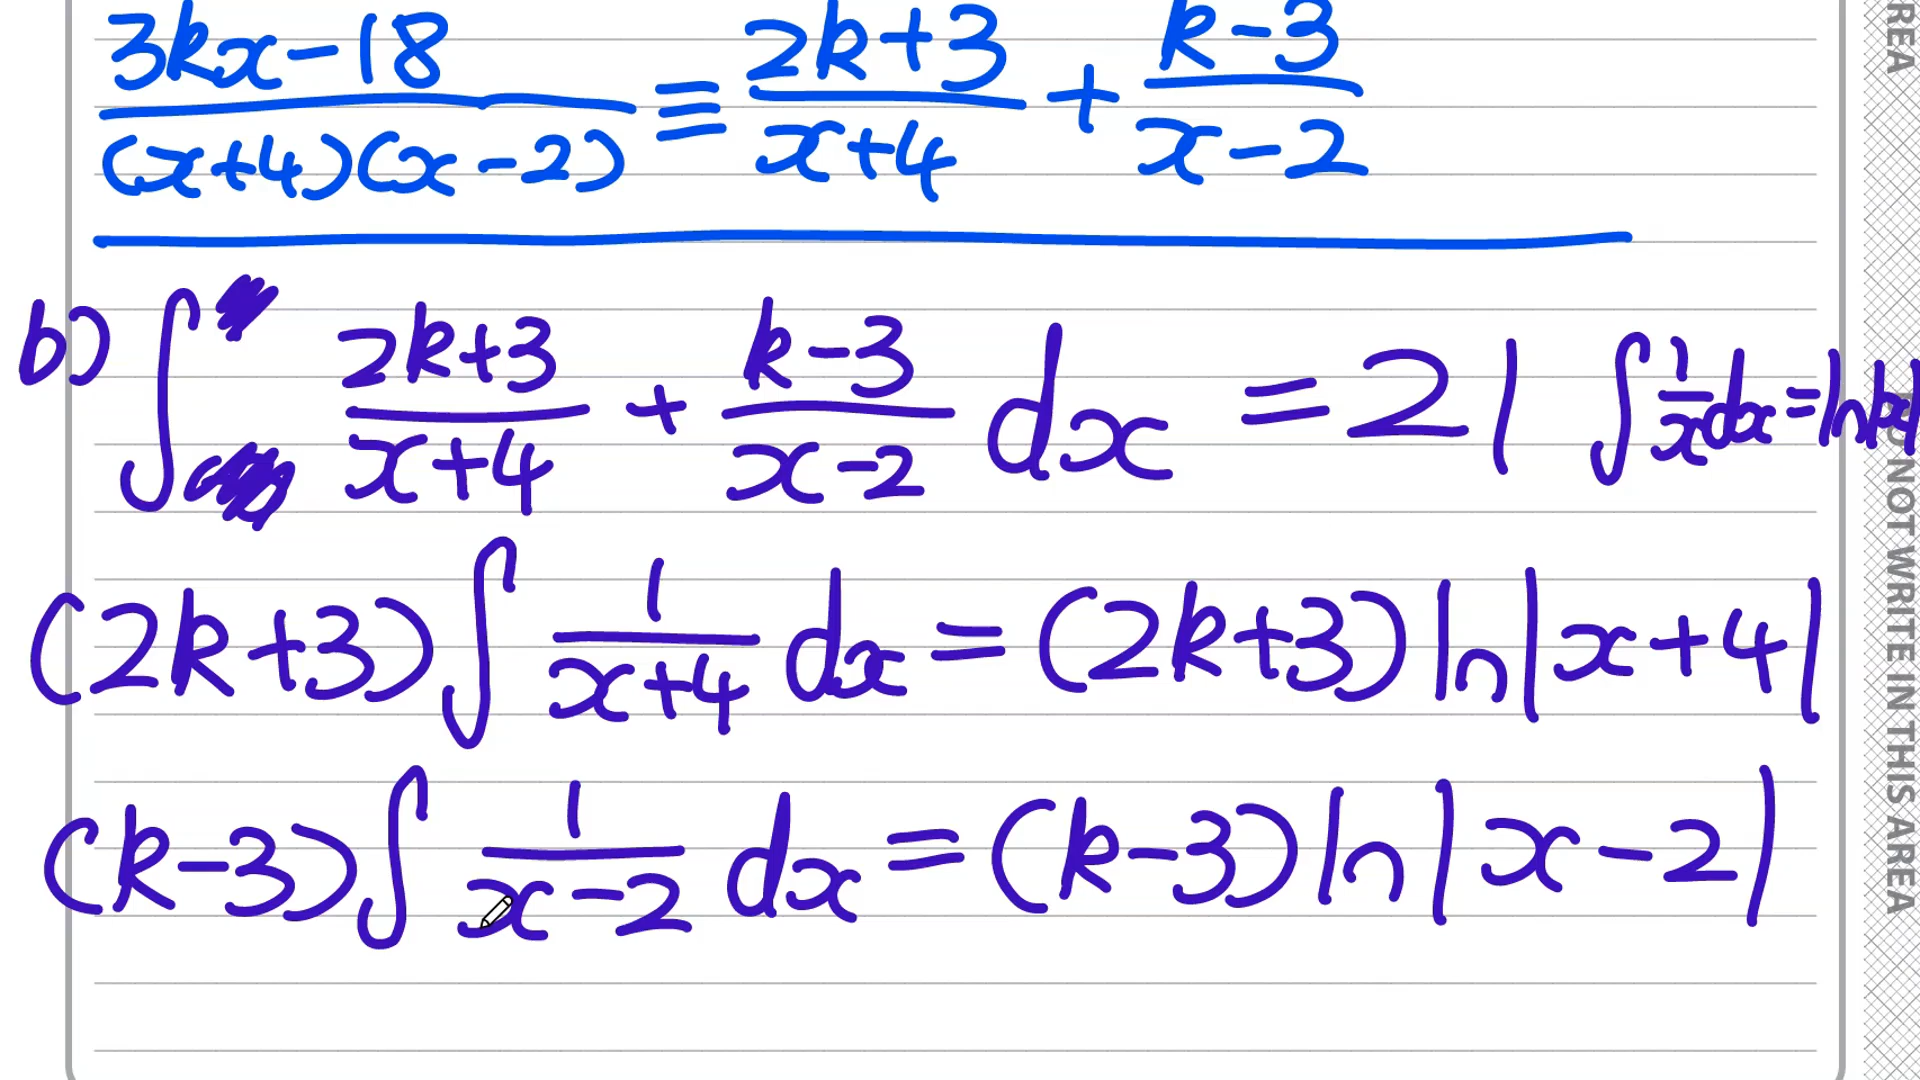 3kx-18/(x+4)(x-2) ≡ 2k+3/x+4 + k-3/x-2
b) ∫ 2k+3/x+4 + k-3/x-2 dx = 21 ∫ 1/x dx = ln|x|
(2k+3) ∫ 1/x+4 dx = (2k+3) ln|x+4|
(k-3) ∫ 1/x-2 dx = (k-3) ln|x-2|
REA
NOT WRITE IN THIS AREA